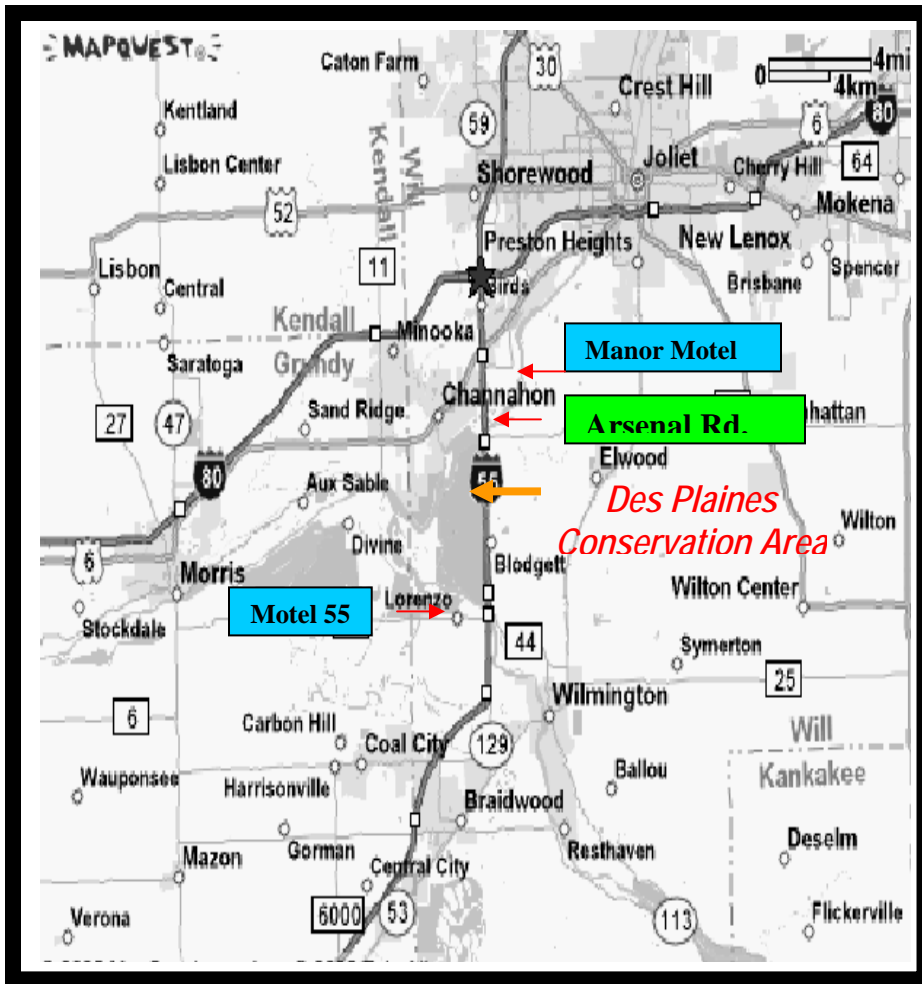 MAPQUEST
Caton Farm
30
4mi
0
4km
Crest Hill
Kentland
59
6
80
Kendall
Will
Joliet
64
Lisbon Center
Shorewood
Cherry Hill
52
Mokena
Preston Heights
New Lenox
11
Lisbon
Birds
Brisbane
Spencer
Central
Kendall
Minooka
Grundy
Manor Motel
Saratoga
Channahon
27
47
Sand Ridge
Arsenal Rd.
80
55
Elwood
Aux Sable
Des Plaines
Wilton
Divine
Conservation Area
6
Blodgett
Morris
Lorenzo
Wilton Center
Motel 55
Stockdale
44
Symerton
25
6
Wilmington
Carbon Hill
Will
129
Coal City
Ballou
Kankakee
Wauponsee
Harrisonville
Braidwood
Deselm
Gorman
Resthaven
Mazon
Central City
6000
53
113
Verona
Flickerville